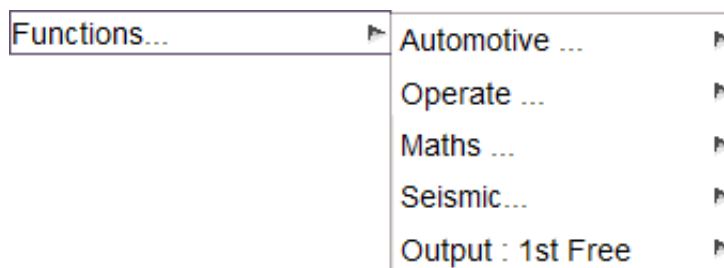 Functions...
Automotive ...
Operate ...
Maths ...
Seismic...
Output : 1st Free